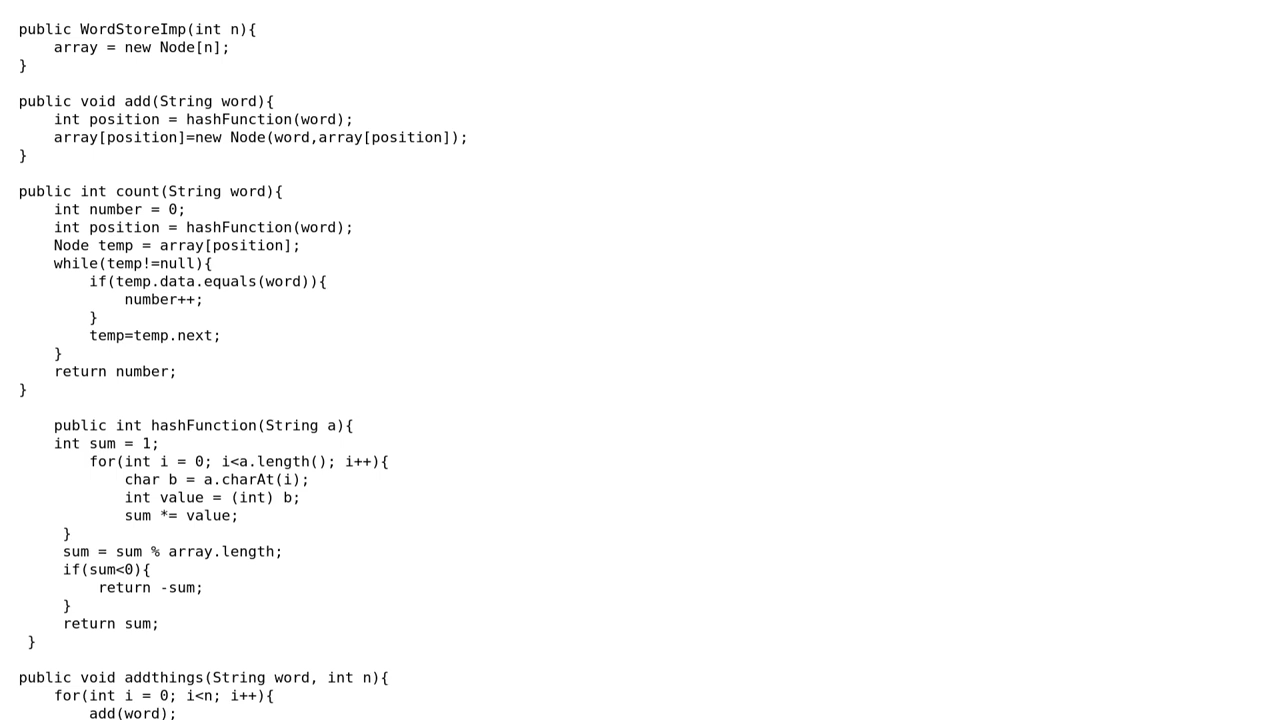 public WordStoreImp(int n){
    array = new Node[n];
}

public void add(String word){
    int position = hashFunction(word);
    array[position]=new Node(word,array[position]);
}

public int count(String word){
    int number = 0;
    int position = hashFunction(word);
    Node temp = array[position];
    while(temp!=null){
        if(temp.data.equals(word)){
            number++;
        }
        temp=temp.next;
    }
    return number;
}

    public int hashFunction(String a){
    int sum = 1;
        for(int i = 0; i<a.length(); i++){
            char b = a.charAt(i);
            int value = (int) b;
            sum *= value;
     }
     sum = sum % array.length;
     if(sum<0){
         return -sum;
     }
     return sum;
 }

public void addthings(String word, int n){
    for(int i = 0; i<n; i++){
        add(word);